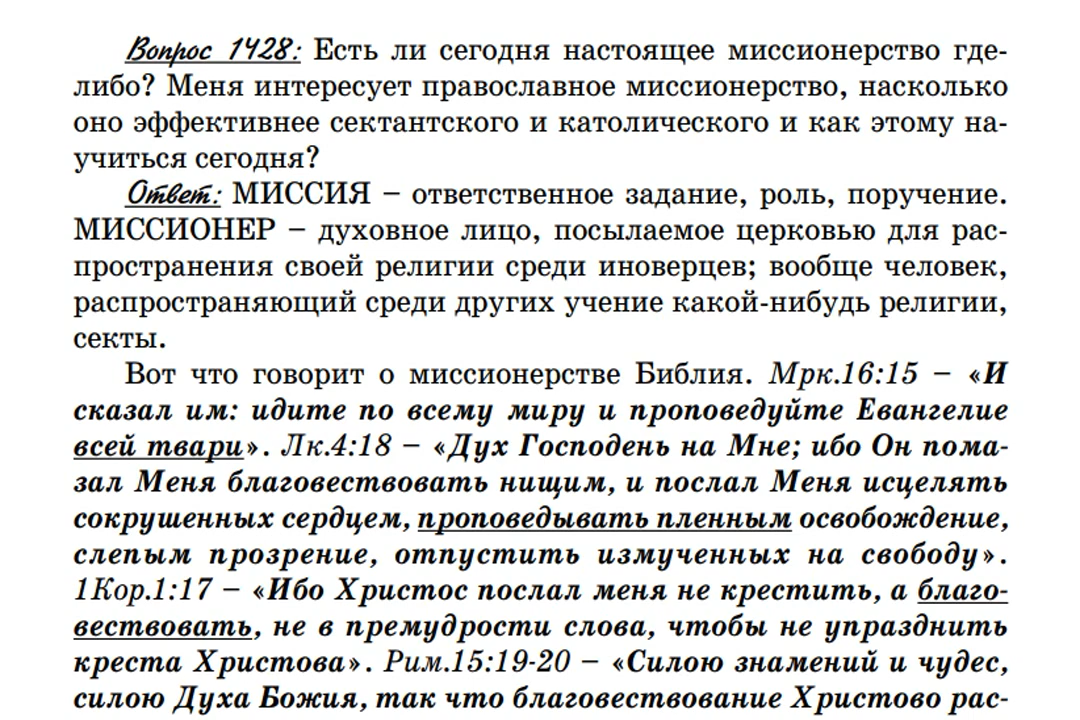 Вопрос 1428: Есть ли сегодня настоящее миссионерство где-
либо? Меня интересует православное миссионерство, насколько
оно эффективнее сектантского и католического и как этому на-
учиться сегодня?
Ответ: МИССИЯ – ответственное задание, роль, поручение.
МИССИОНЕР – духовное лицо, посылаемое церковью для рас-
пространения своей религии среди иноверцев; вообще человек,
распространяющий среди других учение какой-нибудь религии,
секты.
Вот что говорит о миссионерстве Библия. Мрк.16:15 – «И
сказал им: идите по всему миру и проповедуйте Евангелие
всей твари». Лк.4:18 – «Дух Господень на Мне; ибо Он пома-
зал Меня благовествовать нищим, и послал Меня исцелять
сокрушенных сердцем, проповедывать пленным освобождение,
слепым прозрение, отпустить измученных на свободу».
1Кор.1:17 – «Ибо Христос послал меня не крестить, а благо-
вествовать, не в премудрости слова, чтобы не упразднить
креста Христова». Рим.15:19-20 – «Силою знамений и чудес,
силою Духа Божия, так что благовествование Христово рас-